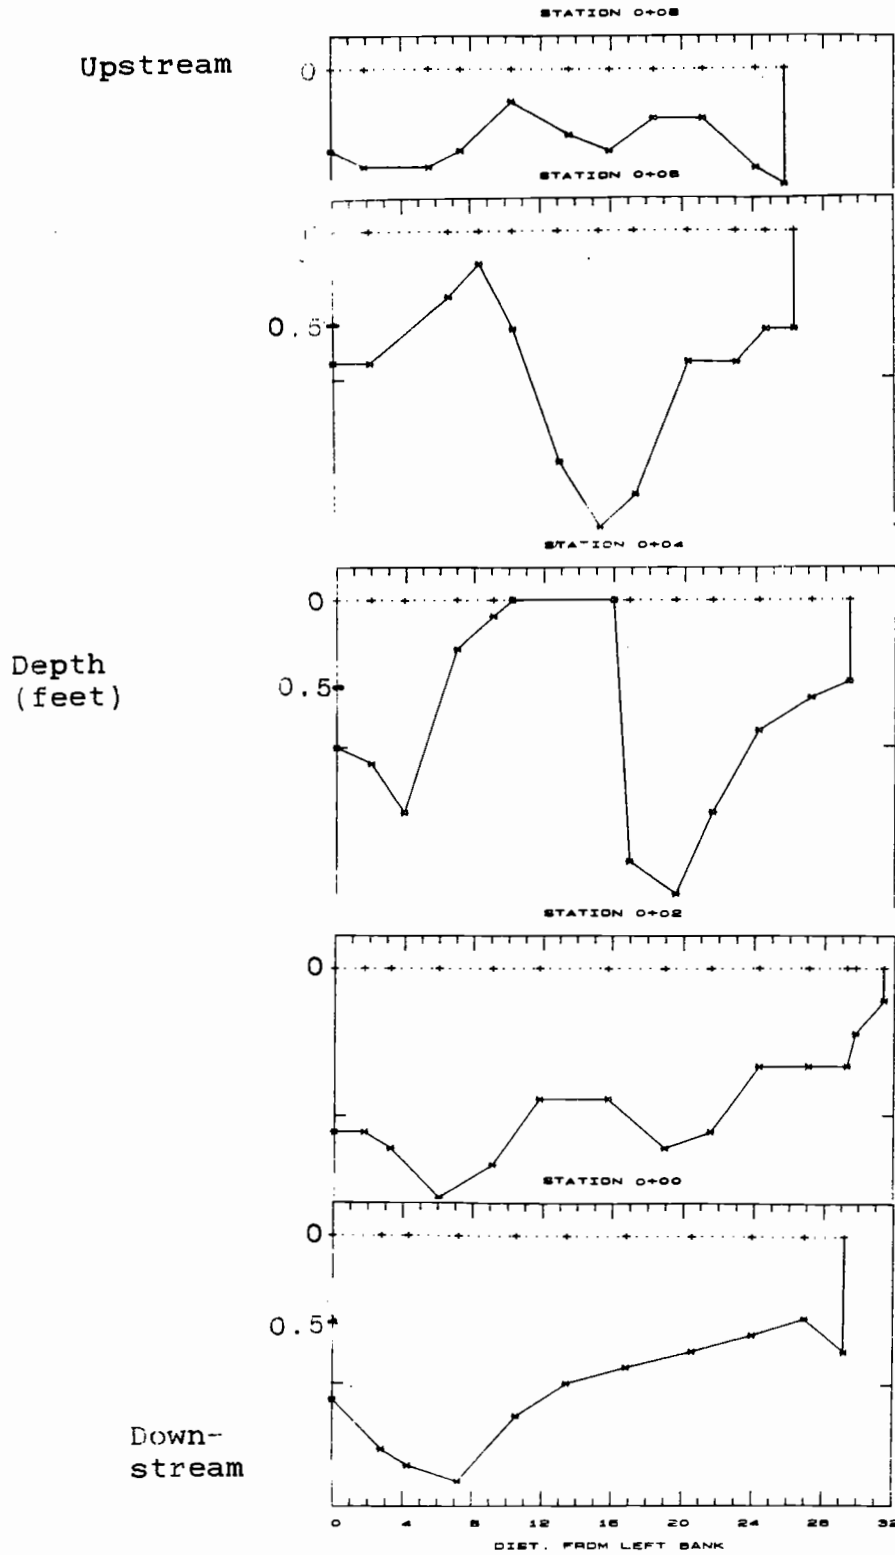 STATION 0+08
Upstream
0
STATION 0+06
0.5
STATION 0+04
0
Depth
(feet)
0.5
STATION 0+02
0
STATION 0+00
0
0.5
Down-
stream
0 4 8 12 16 20 24 28 32
DIST. FROM LEFT BANK